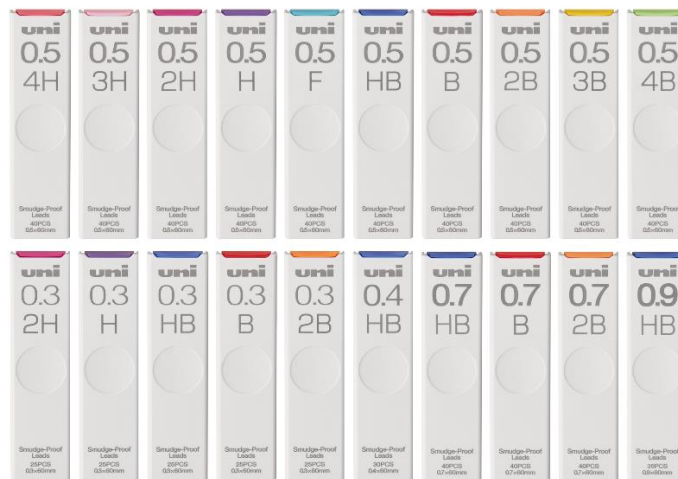 uni
0.5
4H
Smudge-Proof
Leads
40PCS
0.5×60mm
uni
0.5
3H
Smudge-Proof
Leads
40PCS
0.5×60mm
uni
0.5
2H
Smudge-Proof
Leads
40PCS
0.5×60mm
uni
0.5
H
Smudge-Proof
Leads
40PCS
0.5×60mm
uni
0.5
F
Smudge-Proof
Leads
40PCS
0.5×60mm
uni
0.5
HB
Smudge-Proof
Leads
40PCS
0.5×60mm
uni
0.5
B
Smudge-Proof
Leads
40PCS
0.5×60mm
uni
0.5
2B
Smudge-Proof
Leads
40PCS
0.5×60mm
uni
0.5
3B
Smudge-Proof
Leads
40PCS
0.5×60mm
uni
0.5
4B
Smudge-Proof
Leads
40PCS
0.5×60mm
uni
0.3
2H
Smudge-Proof
Leads
25PCS
0.3×60mm
uni
0.3
H
Smudge-Proof
Leads
25PCS
0.3×60mm
uni
0.3
HB
Smudge-Proof
Leads
25PCS
0.3×60mm
uni
0.3
B
Smudge-Proof
Leads
25PCS
0.3×60mm
uni
0.3
2B
Smudge-Proof
Leads
25PCS
0.3×60mm
uni
0.4
HB
Smudge-Proof
Leads
30PCS
0.4×60mm
uni
0.7
HB
Smudge-Proof
Leads
40PCS
0.7×60mm
uni
0.7
B
Smudge-Proof
Leads
40PCS
0.7×60mm
uni
0.7
2B
Smudge-Proof
Leads
40PCS
0.7×60mm
uni
0.9
HB
Smudge-Proof
Leads
0.9×60mm